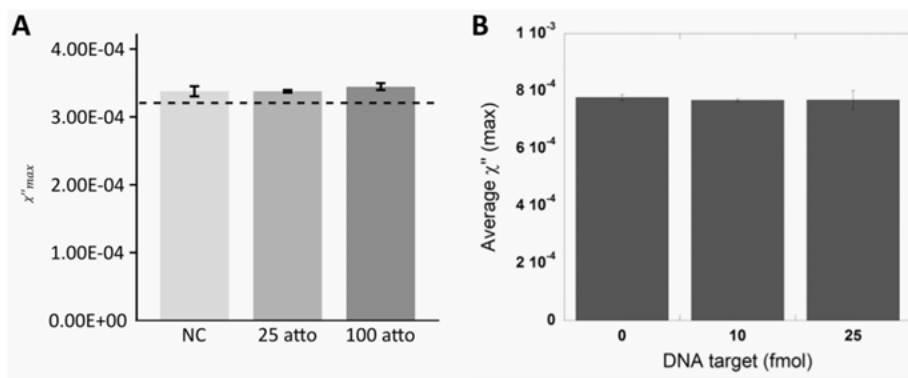 A
4.00E-04
3.00E-04
2.00E-04
1.00E-04
0.00E+00
χ''max
NC 25 atto 100 atto
B
1 10⁻³
8 10⁻⁴
6 10⁻⁴
4 10⁻⁴
2 10⁻⁴
0
Average χ" (max)
0 10 25
DNA target (fmol)